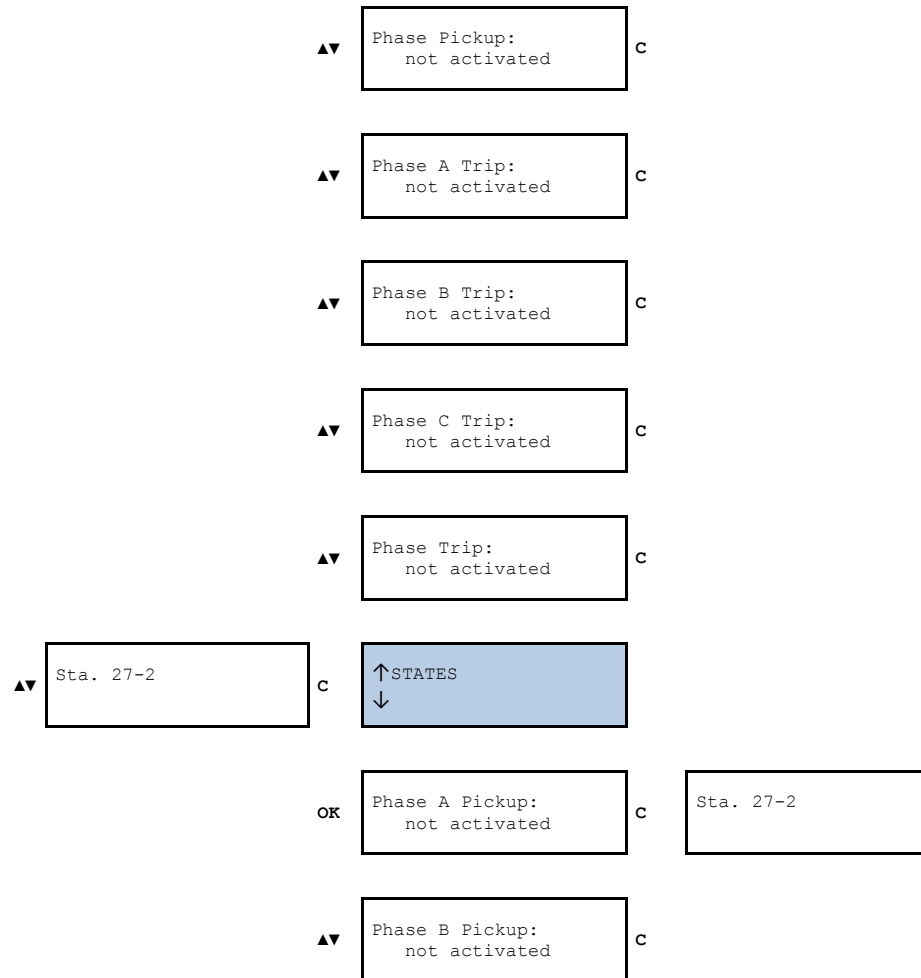 ▲▼ Phase Pickup: C
not activated
▲▼ Phase A Trip: C
not activated
▲▼ Phase B Trip: C
not activated
▲▼ Phase C Trip: C
not activated
▲▼ Phase Trip: C
not activated
▲▼ Sta. 27-2 C ↑STATES
↓
OK Phase A Pickup: C Sta. 27-2
not activated
▲▼ Phase B Pickup: C
not activated